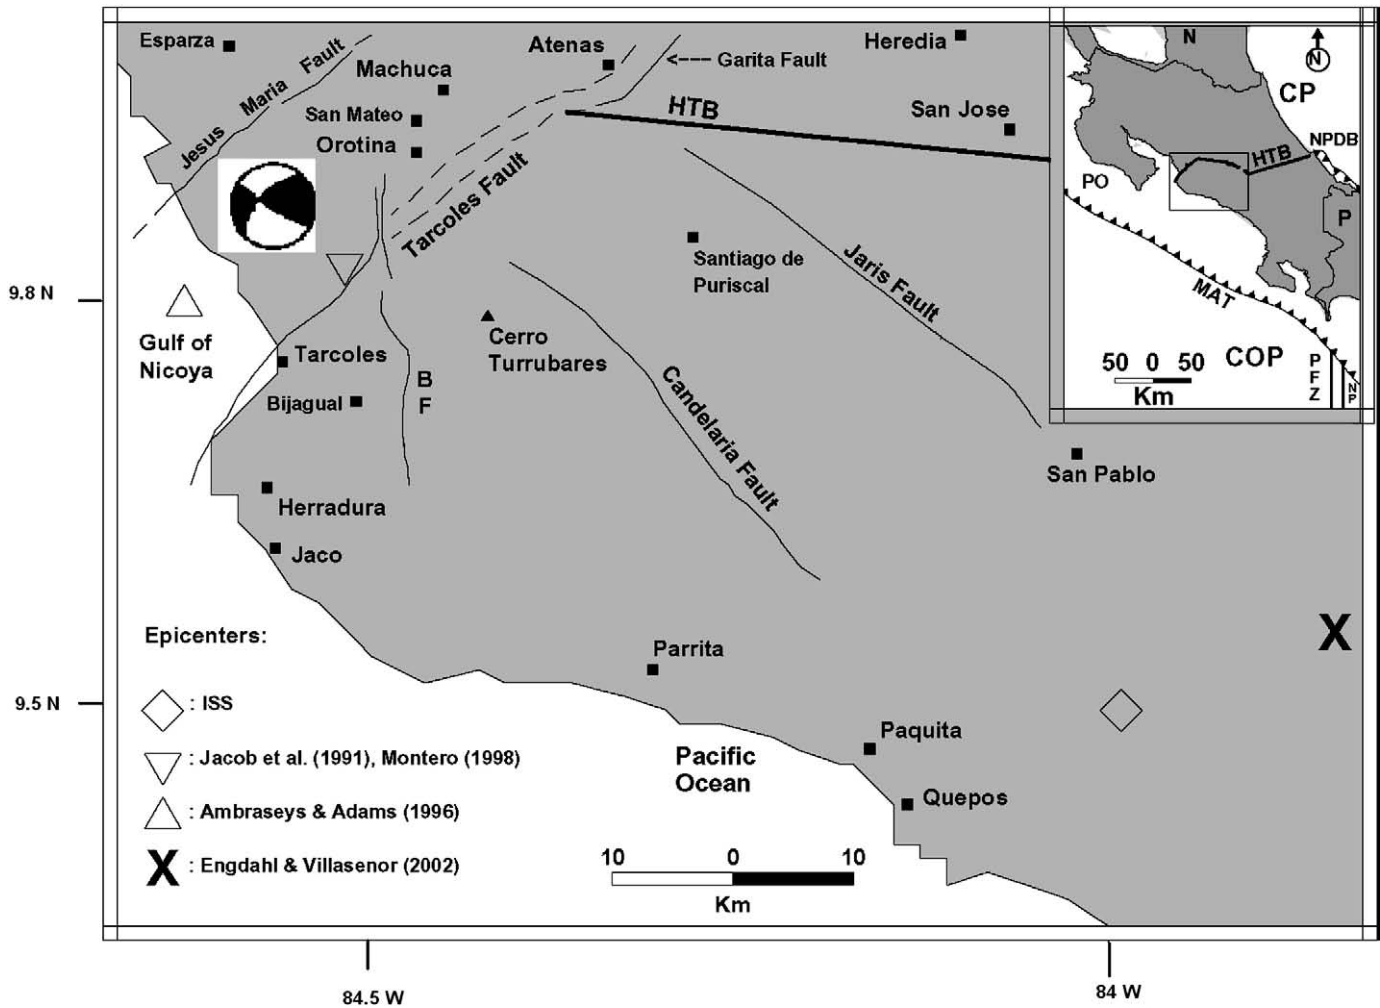 Esparza
Jesus Maria Fault
Machuca
San Mateo
Orotina
Atenas
<--- Garita Fault
Heredia
HTB
San Jose
Tarcoles Fault
Santiago de
Puriscal
Jaris Fault
9.8 N
Gulf of
Nicoya
Tarcoles
Bijagual
B
F
Cerro
Turrubares
Candelaria Fault
San Pablo
Herradura
Jaco
N
N
CP
NPDB
HTB
PO
P
MAT
COP
50 0 50
Km
P
F
Z
NP
Epicenters:
: ISS
: Jacob et al. (1991), Montero (1998)
: Ambraseys & Adams (1996)
X : Engdahl & Villasenor (2002)
X
9.5 N
Parrita
Pacific
Ocean
Paquita
Quepos
10 0 10
Km
84.5 W
84 W